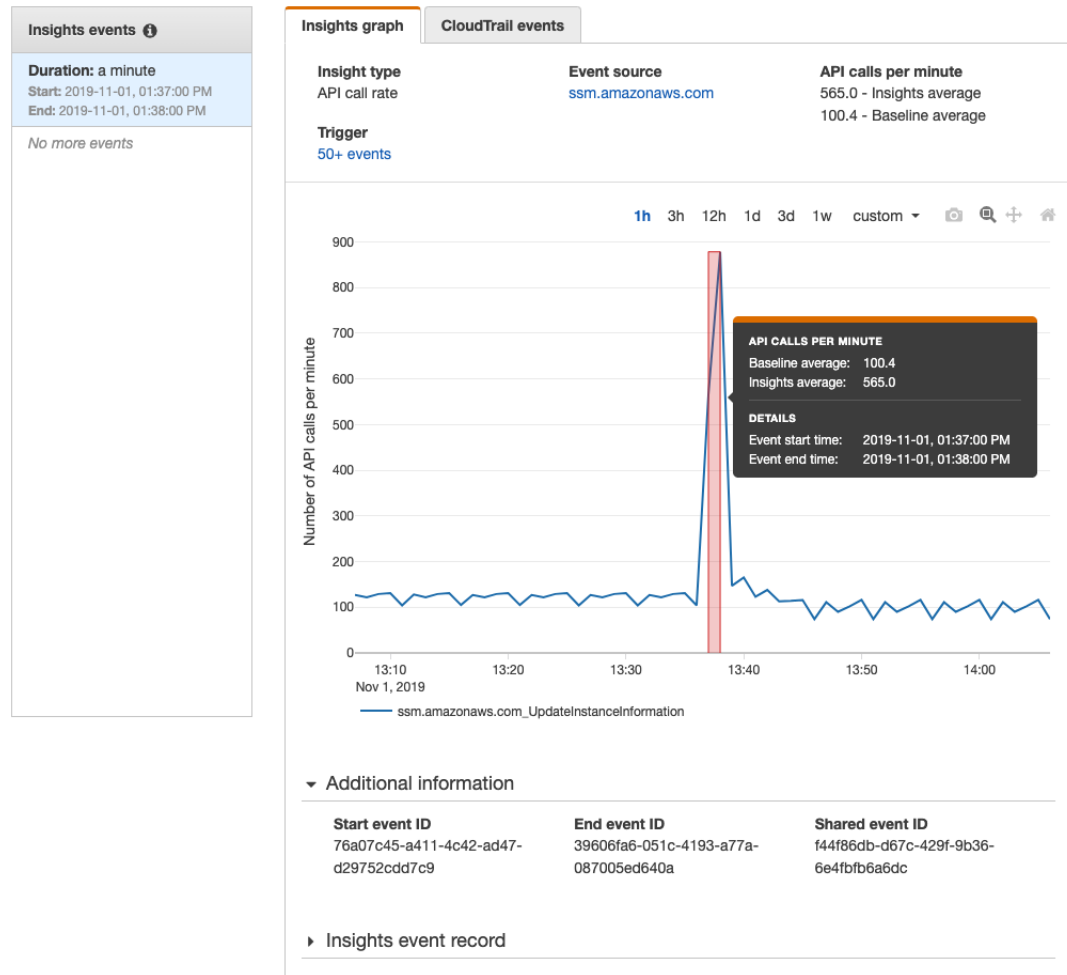 Insights events
Duration: a minute
Start: 2019-11-01, 01:37:00 PM
End: 2019-11-01, 01:38:00 PM
No more events
Insights graph
CloudTrail events
Insight type
API call rate
Event source
ssm.amazonaws.com
API calls per minute
565.0 - Insights average
100.4 - Baseline average
Trigger
50+ events
1h 3h 12h 1d 3d 1w custom
Number of API calls per minute
900
800
700
600
500
400
300
200
100
0
API CALLS PER MINUTE
Baseline average: 100.4
Insights average: 565.0
DETAILS
Event start time: 2019-11-01, 01:37:00 PM
Event end time: 2019-11-01, 01:38:00 PM
13:10 13:20 13:30 13:40 13:50 14:00
Nov 1, 2019
ssm.amazonaws.com_UpdateInstanceInformation
Additional information
Start event ID
76a07c45-a411-4c42-ad47-
d29752cdd7c9
End event ID
39606fa6-051c-4193-a77a-
087005ed640a
Shared event ID
f44f86db-d67c-429f-9b36-
6e4fbfb6a6dc
Insights event record